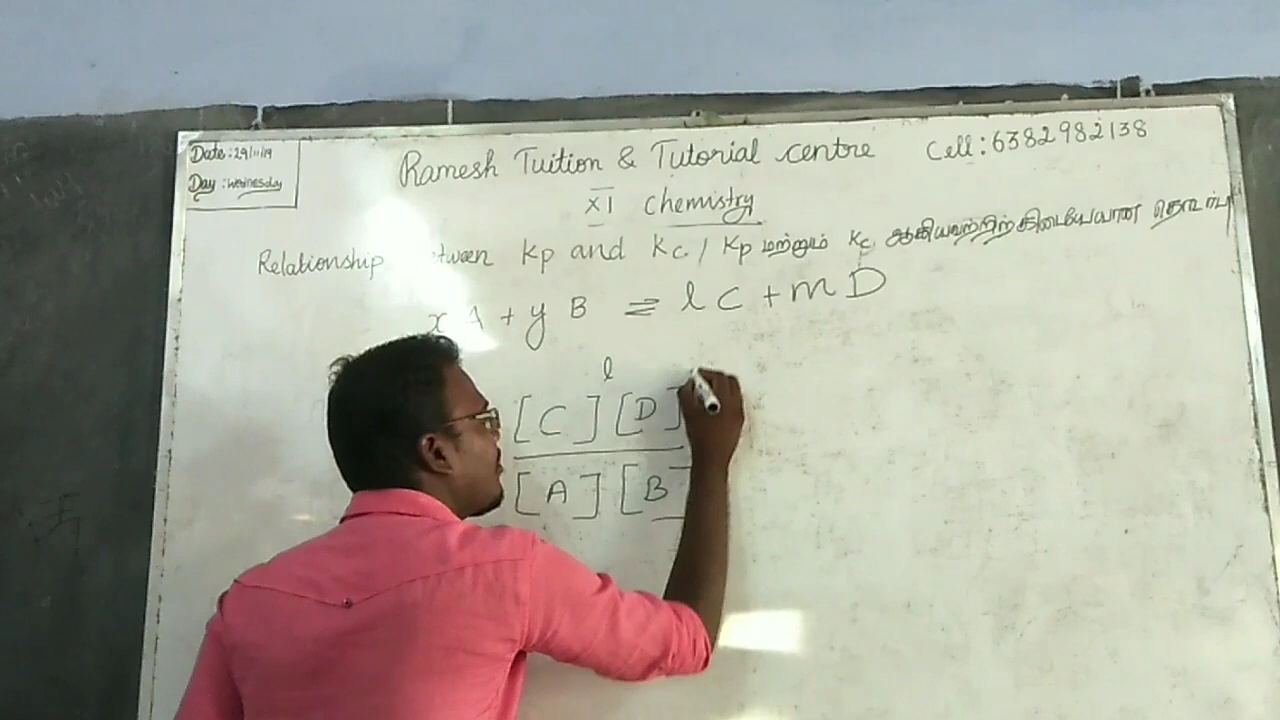 Date : 29/11/19
Day : Wednesday
Ramesh Tuition & Tutorial centre Cell : 6382982138
XI Chemistry
Relationship between Kp and Kc / Kp மற்றும் Kc ஆகியவற்றிற்கிடையேயான தொடர்பு
x A + y B ⇌ l C + m D
[C]^l [D]
[A] [B